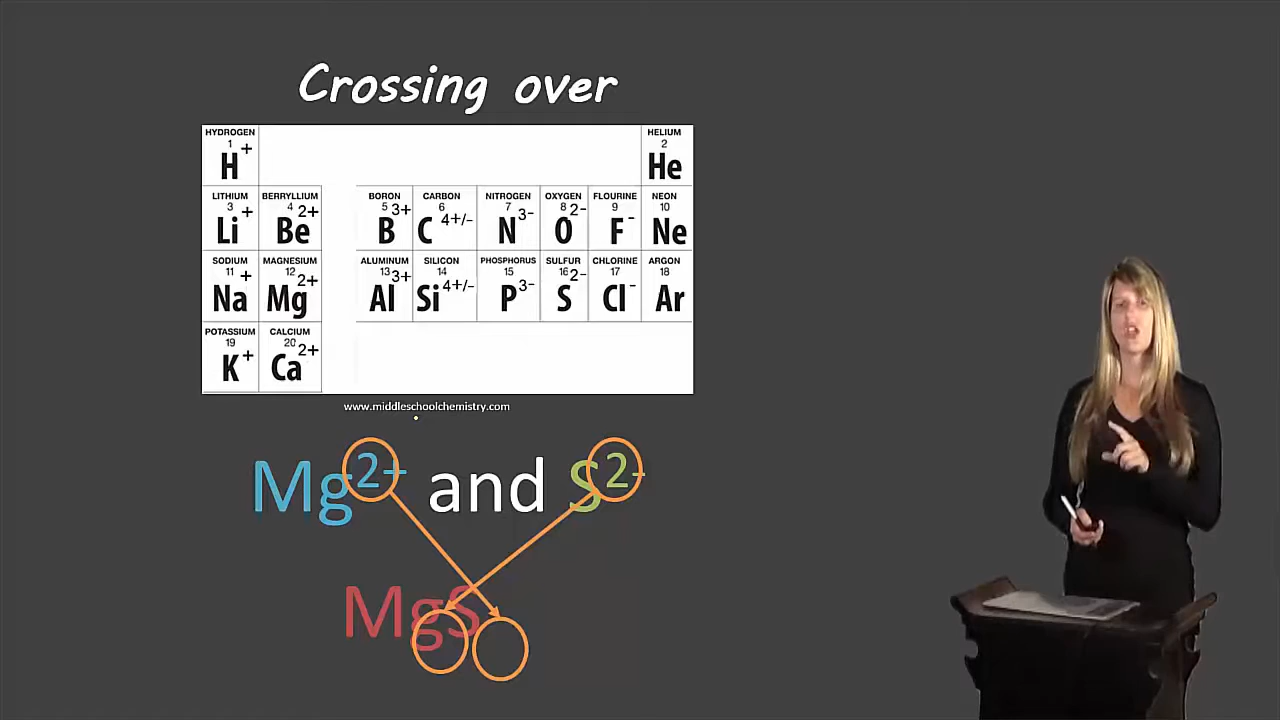 Crossing over
HYDROGEN HELIUM
1 2
H+ He
LITHIUM BERRYLLIUM BORON CARBON NITROGEN OXYGEN FLOURINE NEON
3 4 5 6 7 8 9 10
Li+ Be2+ B3+ C4+/- N3- O2- F- Ne
SODIUM MAGNESIUM ALUMINUM SILICON PHOSPHORUS SULFUR CHLORINE ARGON
11 12 13 14 15 16 17 18
Na+ Mg2+ Al3+ Si4+/- P3- S2- Cl- Ar
POTASSIUM CALCIUM
19 20
K+ Ca2+
www.middleschoolchemistry.com
Mg2+ and S2-
MgS